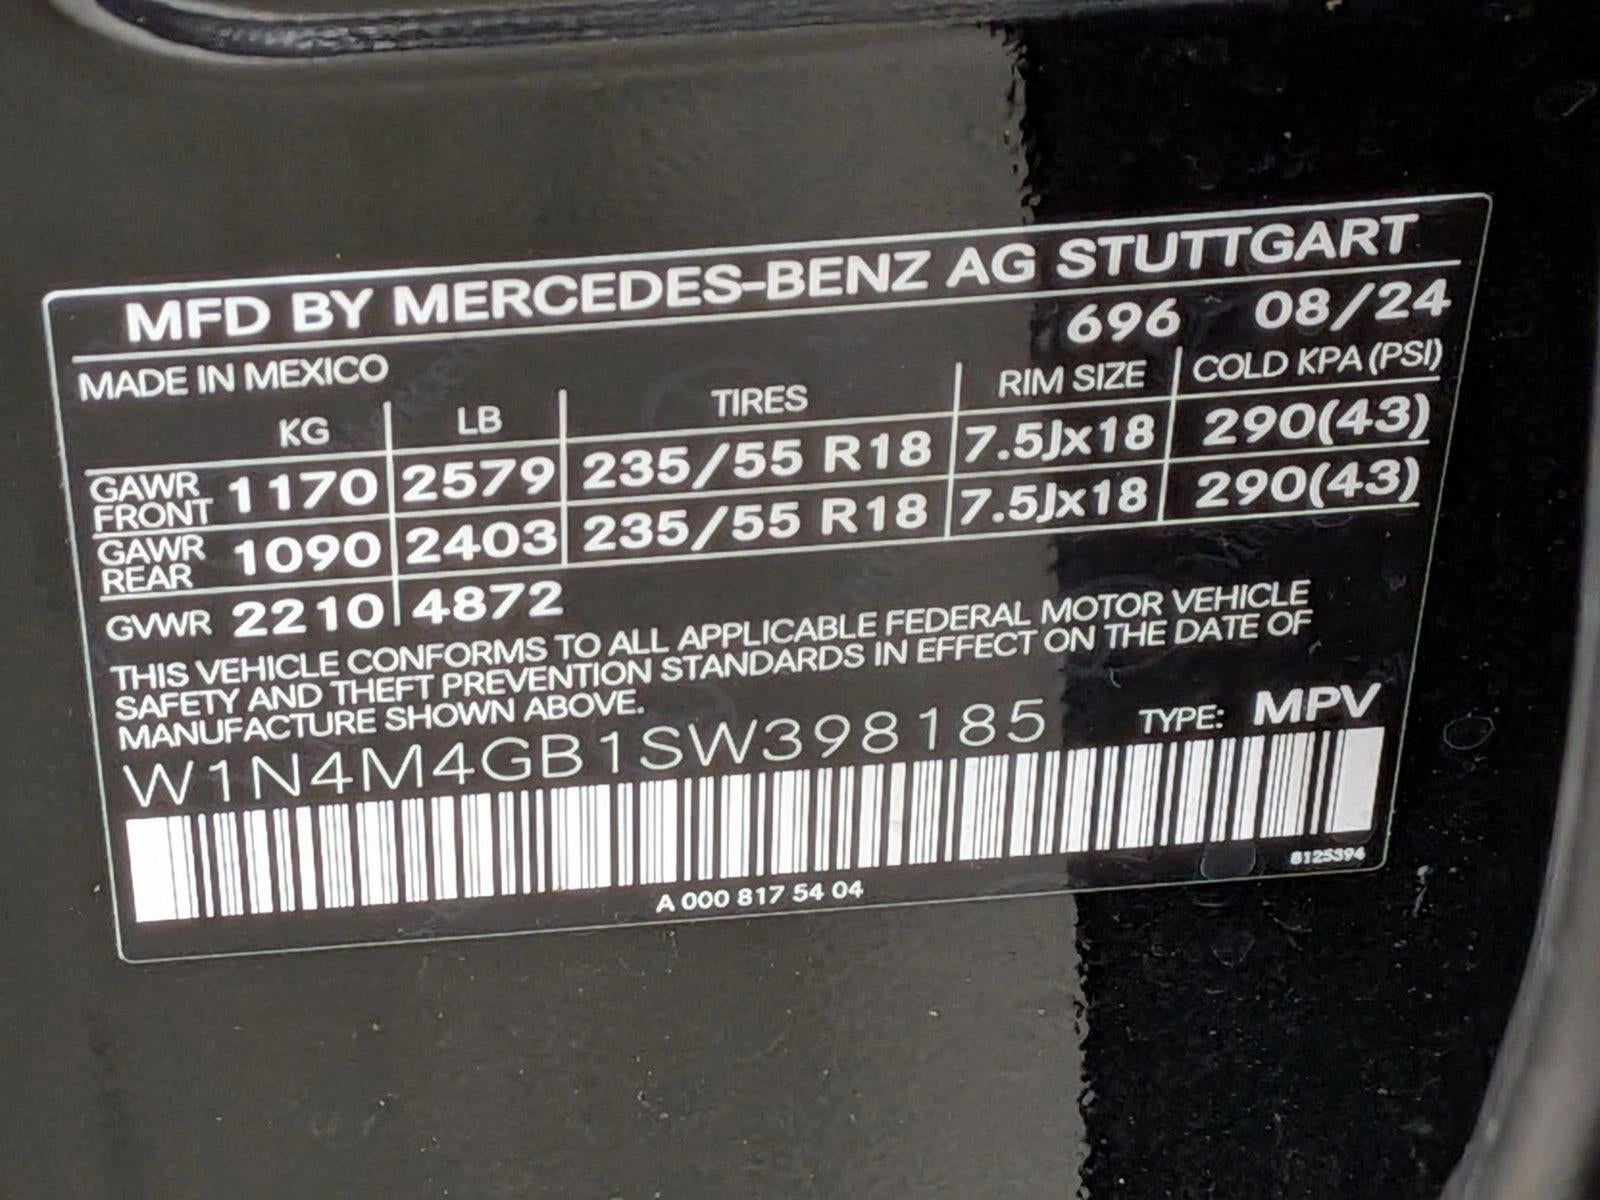 MFD BY MERCEDES-BENZ AG STUTTGART
MADE IN MEXICO 696 08/24
KG LB TIRES RIM SIZE COLD KPA (PSI)
GAWR FRONT 1170 2579 235/55 R18 7.5Jx18 290(43)
GAWR REAR 1090 2403 235/55 R18 7.5Jx18 290(43)
GVWR 2210 4872
THIS VEHICLE CONFORMS TO ALL APPLICABLE FEDERAL MOTOR VEHICLE
SAFETY AND THEFT PREVENTION STANDARDS IN EFFECT ON THE DATE OF
MANUFACTURE SHOWN ABOVE.
W1N4M4GB1SW398185 TYPE: MPV
8125394
A 000 817 54 04